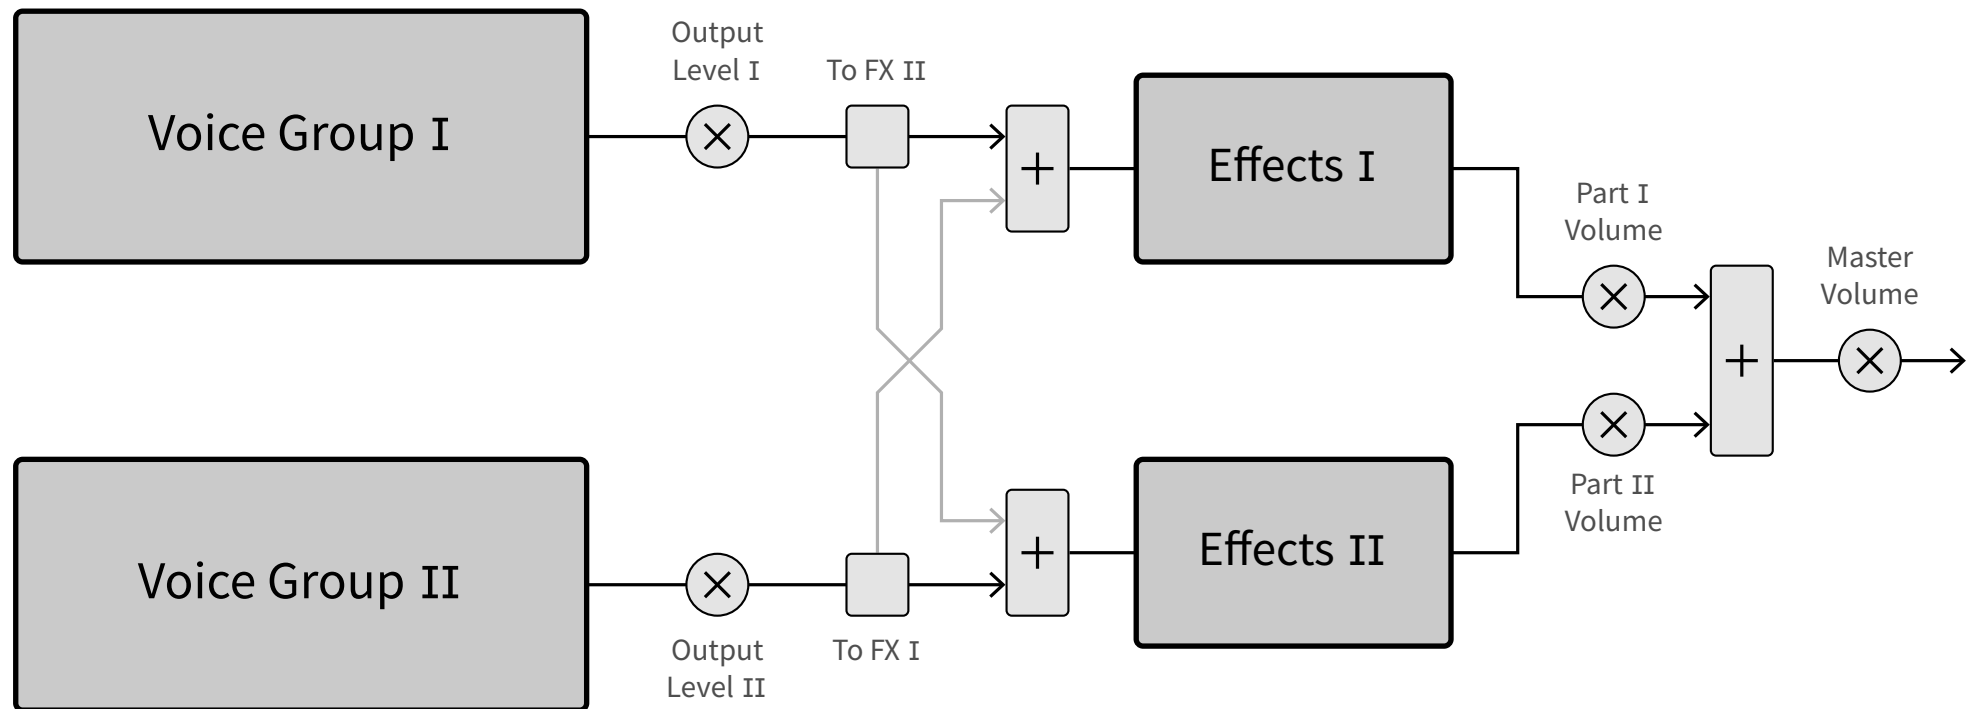 Output
Level I
To FX II
Voice Group I
Effects I
Part I
Volume
Master
Volume
Voice Group II
Effects II
Part II
Volume
Output
Level II
To FX I